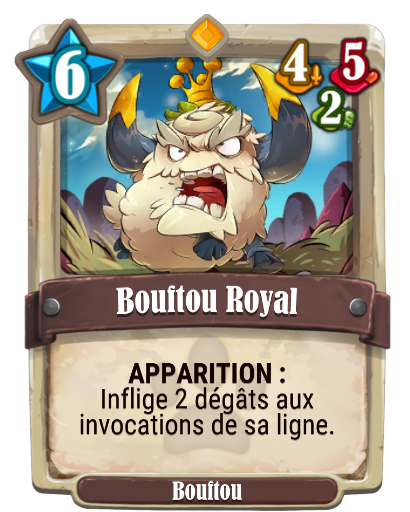 6
4
5
2
Bouftou Royal
APPARITION :
Inflige 2 dégâts aux
invocations de sa ligne.
Bouftou